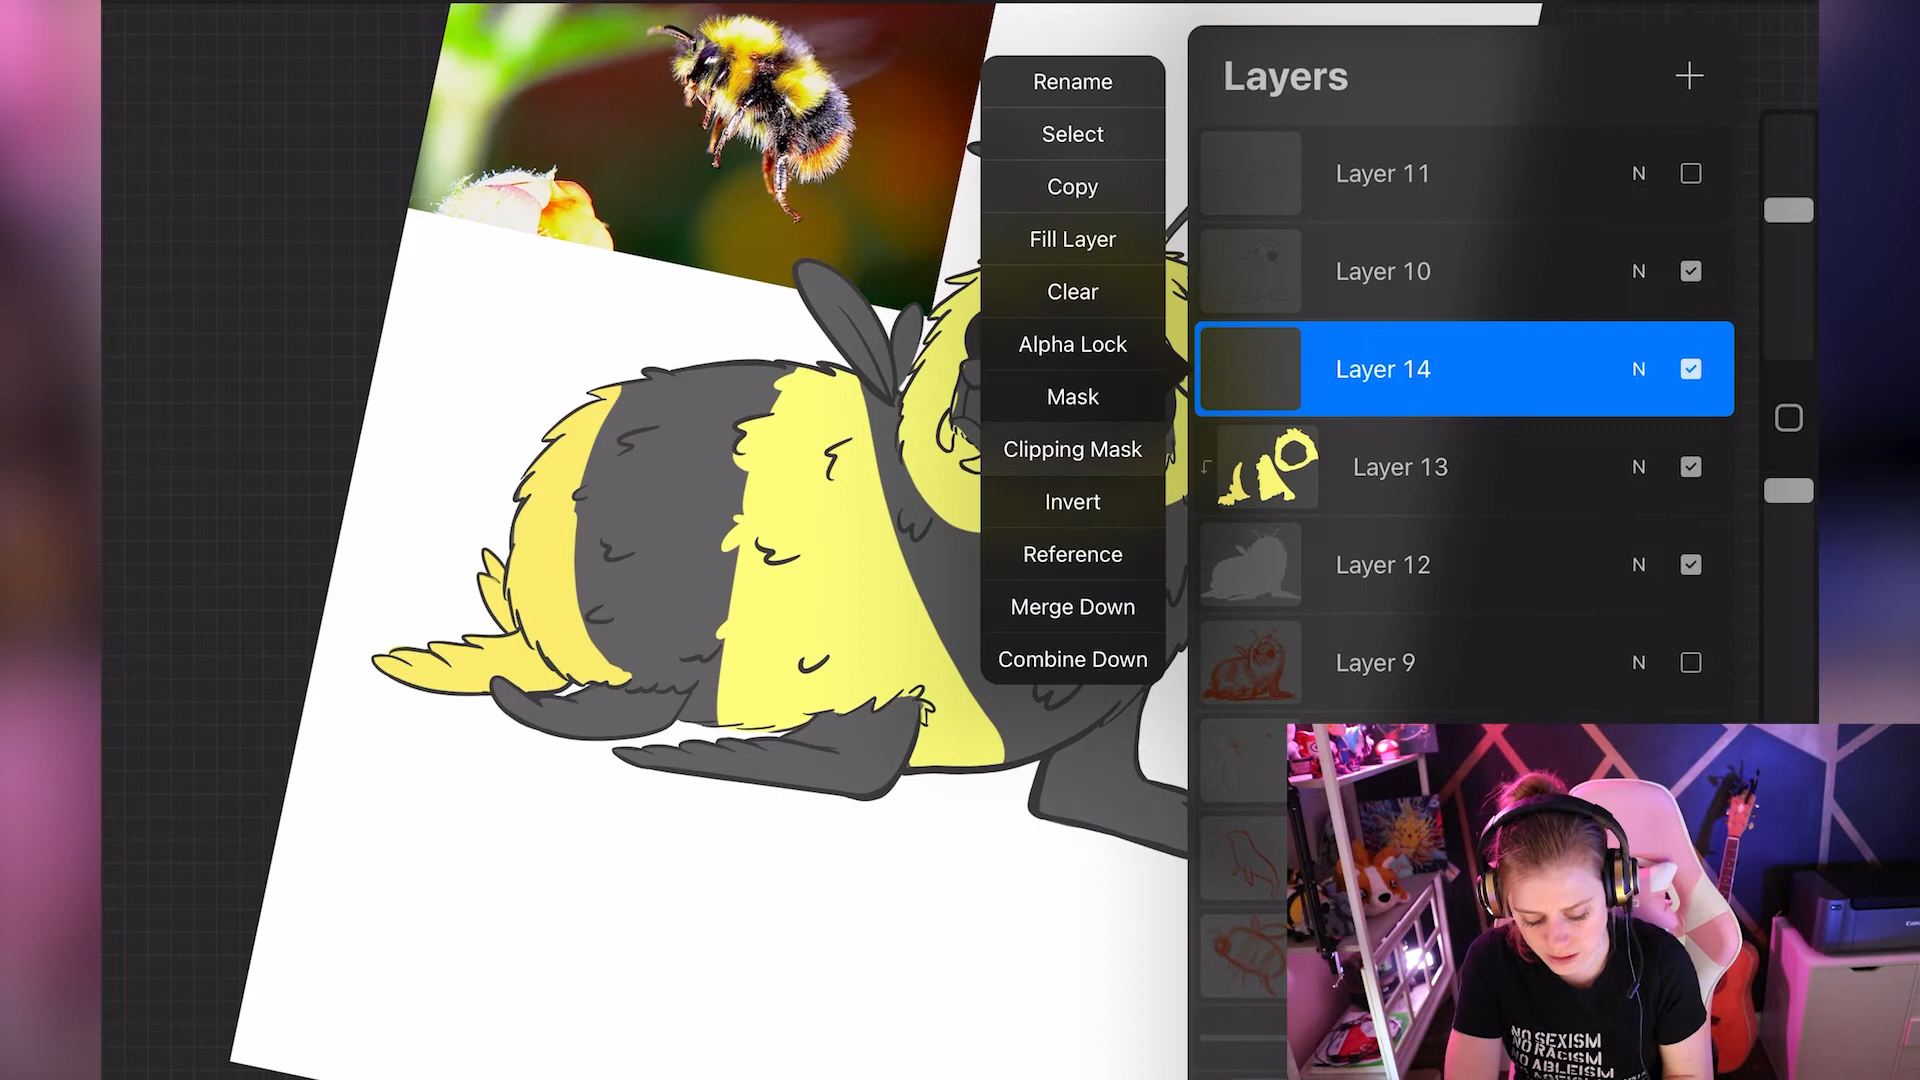 Rename
Select
Copy
Fill Layer
Clear
Alpha Lock
Mask
Clipping Mask
Invert
Reference
Merge Down
Combine Down
Layers
Layer 11 N
Layer 10 N
Layer 14 N
Layer 13 N
Layer 12 N
Layer 9 N
NO SEXISM
NO RACISM
NO ABLEISM